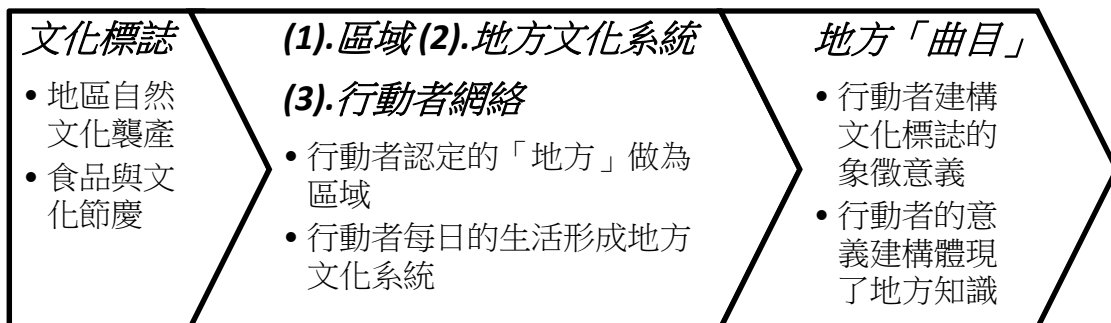 文化標誌
• 地區自然
文化襲產
• 食品與文
化節慶
(1).區域(2).地方文化系統
(3).行動者網絡
• 行動者認定的「地方」做為
區域
• 行動者每日的生活形成地方
文化系統
地方「曲目」
• 行動者建構
文化標誌的
象徵意義
• 行動者的意
義建構體現
了地方知識